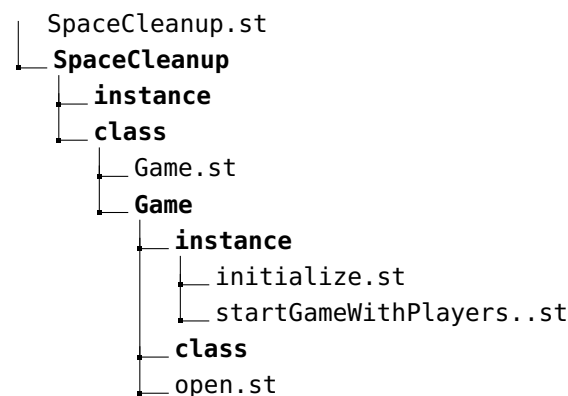 SpaceCleanup.st
SpaceCleanup
instance
class
Game.st
Game
instance
initialize.st
startGameWithPlayers..st
class
open.st